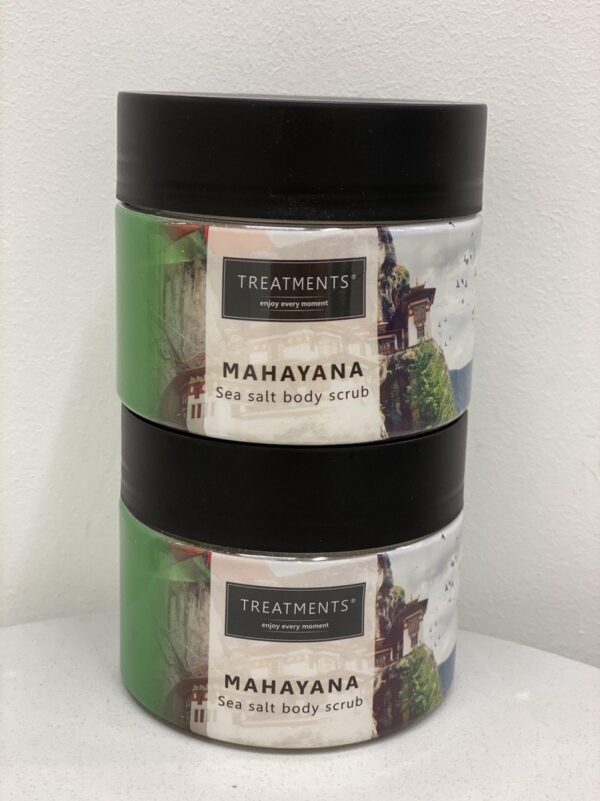 TREATMENTS®
enjoy every moment
MAHAYANA
Sea salt body scrub
TREATMENTS®
enjoy every moment
MAHAYANA
Sea salt body scrub